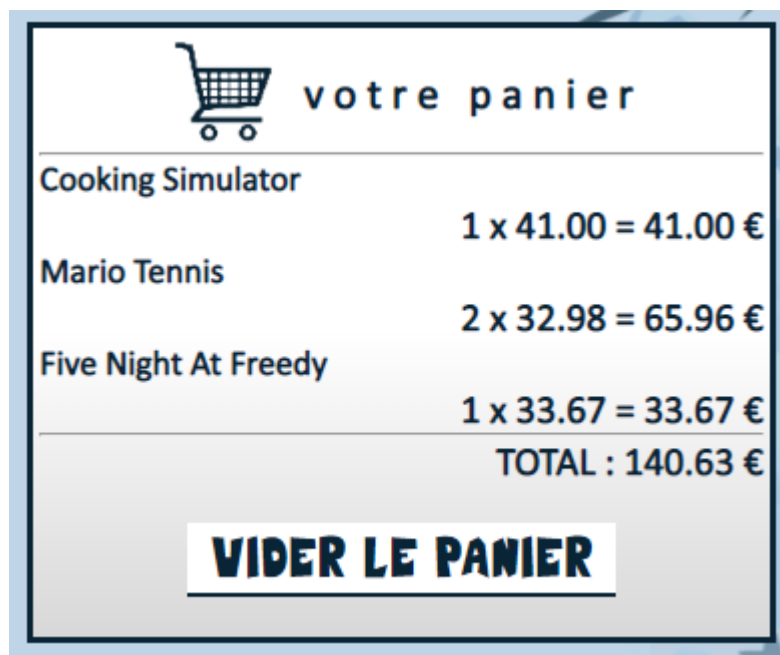 votre panier
Cooking Simulator
1 x 41.00 = 41.00 €
Mario Tennis
2 x 32.98 = 65.96 €
Five Night At Freedy
1 x 33.67 = 33.67 €
TOTAL : 140.63 €
VIDER LE PANIER